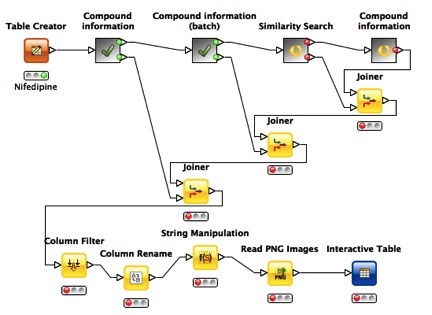 Table Creator
Compound
information
Compound information
(batch)
Similarity Search
Compound
information
Nifedipine
Joiner
Joiner
Joiner
Column Filter
Column Rename
String Manipulation
Read PNG Images
Interactive Table
f(S)
PNG